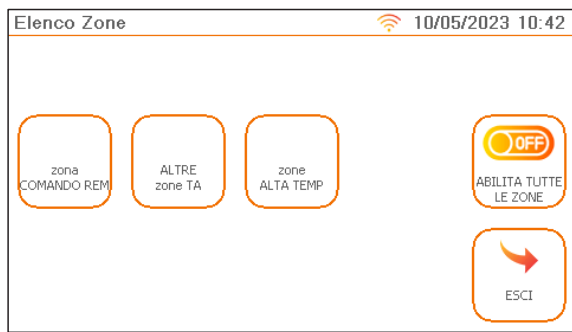 Elenco Zone
10/05/2023 10:42
zona
COMANDO REM
ALTRE
zone TA
zone
ALTA TEMP
OFF
ABILITA TUTTE
LE ZONE
ESCI